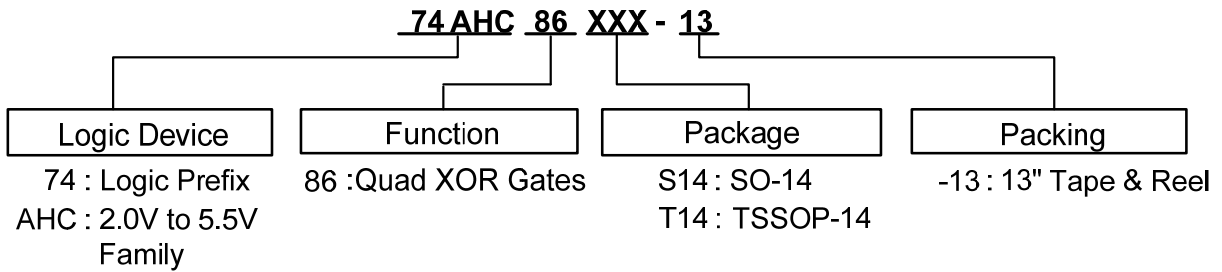 74 AHC 86 XXX - 13
Logic Device Function Package Packing
74 : Logic Prefix 86 :Quad XOR Gates S14 : SO-14 -13 : 13" Tape & Reel
AHC : 2.0V to 5.5V T14 : TSSOP-14
Family